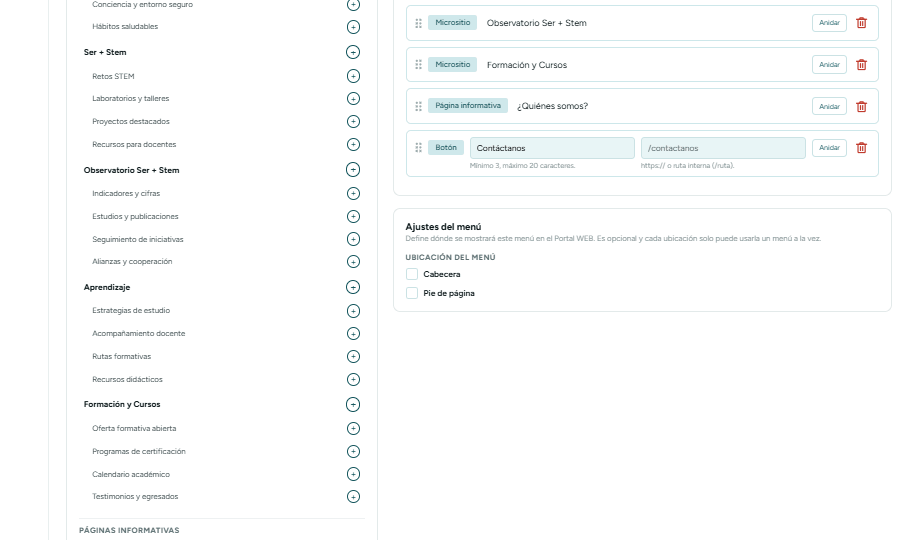 Conciencia y entorno seguro
Hábitos saludables
Ser + Stem
Retos STEM
Laboratorios y talleres
Proyectos destacados
Recursos para docentes
Observatorio Ser + Stem
Indicadores y cifras
Estudios y publicaciones
Seguimiento de iniciativas
Alianzas y cooperación
Aprendizaje
Estrategias de estudio
Acompañamiento docente
Rutas formativas
Recursos didácticos
Formación y Cursos
Oferta formativa abierta
Programas de certificación
Calendario académico
Testimonios y egresados
PÁGINAS INFORMATIVAS
Micrositio Observatorio Ser + Stem Anidar
Micrositio Formación y Cursos Anidar
Página informativa ¿Quiénes somos? Anidar
Botón Contáctanos /contactanos Anidar
Mínimo 3, máximo 20 caracteres. https:// o ruta interna (/ruta).
Ajustes del menú
Define dónde se mostrará este menú en el Portal WEB. Es opcional y cada ubicación solo puede usarla un menú a la vez.
UBICACIÓN DEL MENÚ
Cabecera
Pie de página